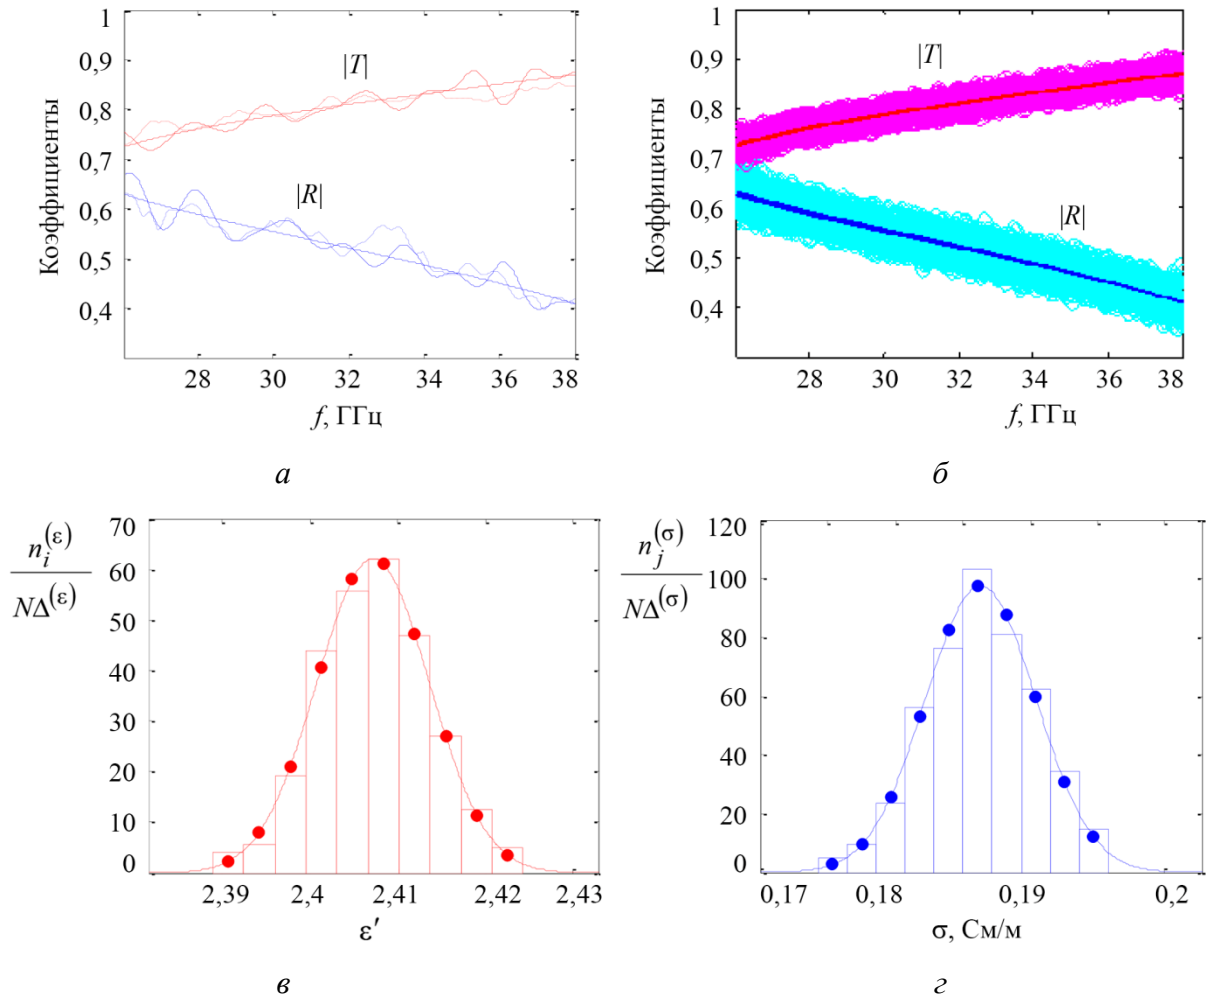 1
0,9
0,8
0,7
0,6
0,5
0,4
Коэффициенты
|T|
|R|
28 30 32 34 36 38
f, ГГц
а
1
0,9
0,8
0,7
0,6
0,5
0,4
Коэффициенты
|T|
|R|
28 30 32 34 36 38
f, ГГц
б
n_i^(ε)
NΔ^(ε)
70
60
50
40
30
20
10
0
2,39 2,4 2,41 2,42 2,43
ε′
в
n_j^(σ)
NΔ^(σ)
120
100
80
60
40
20
0
0,17 0,18 0,19 0,2
σ, См/м
г